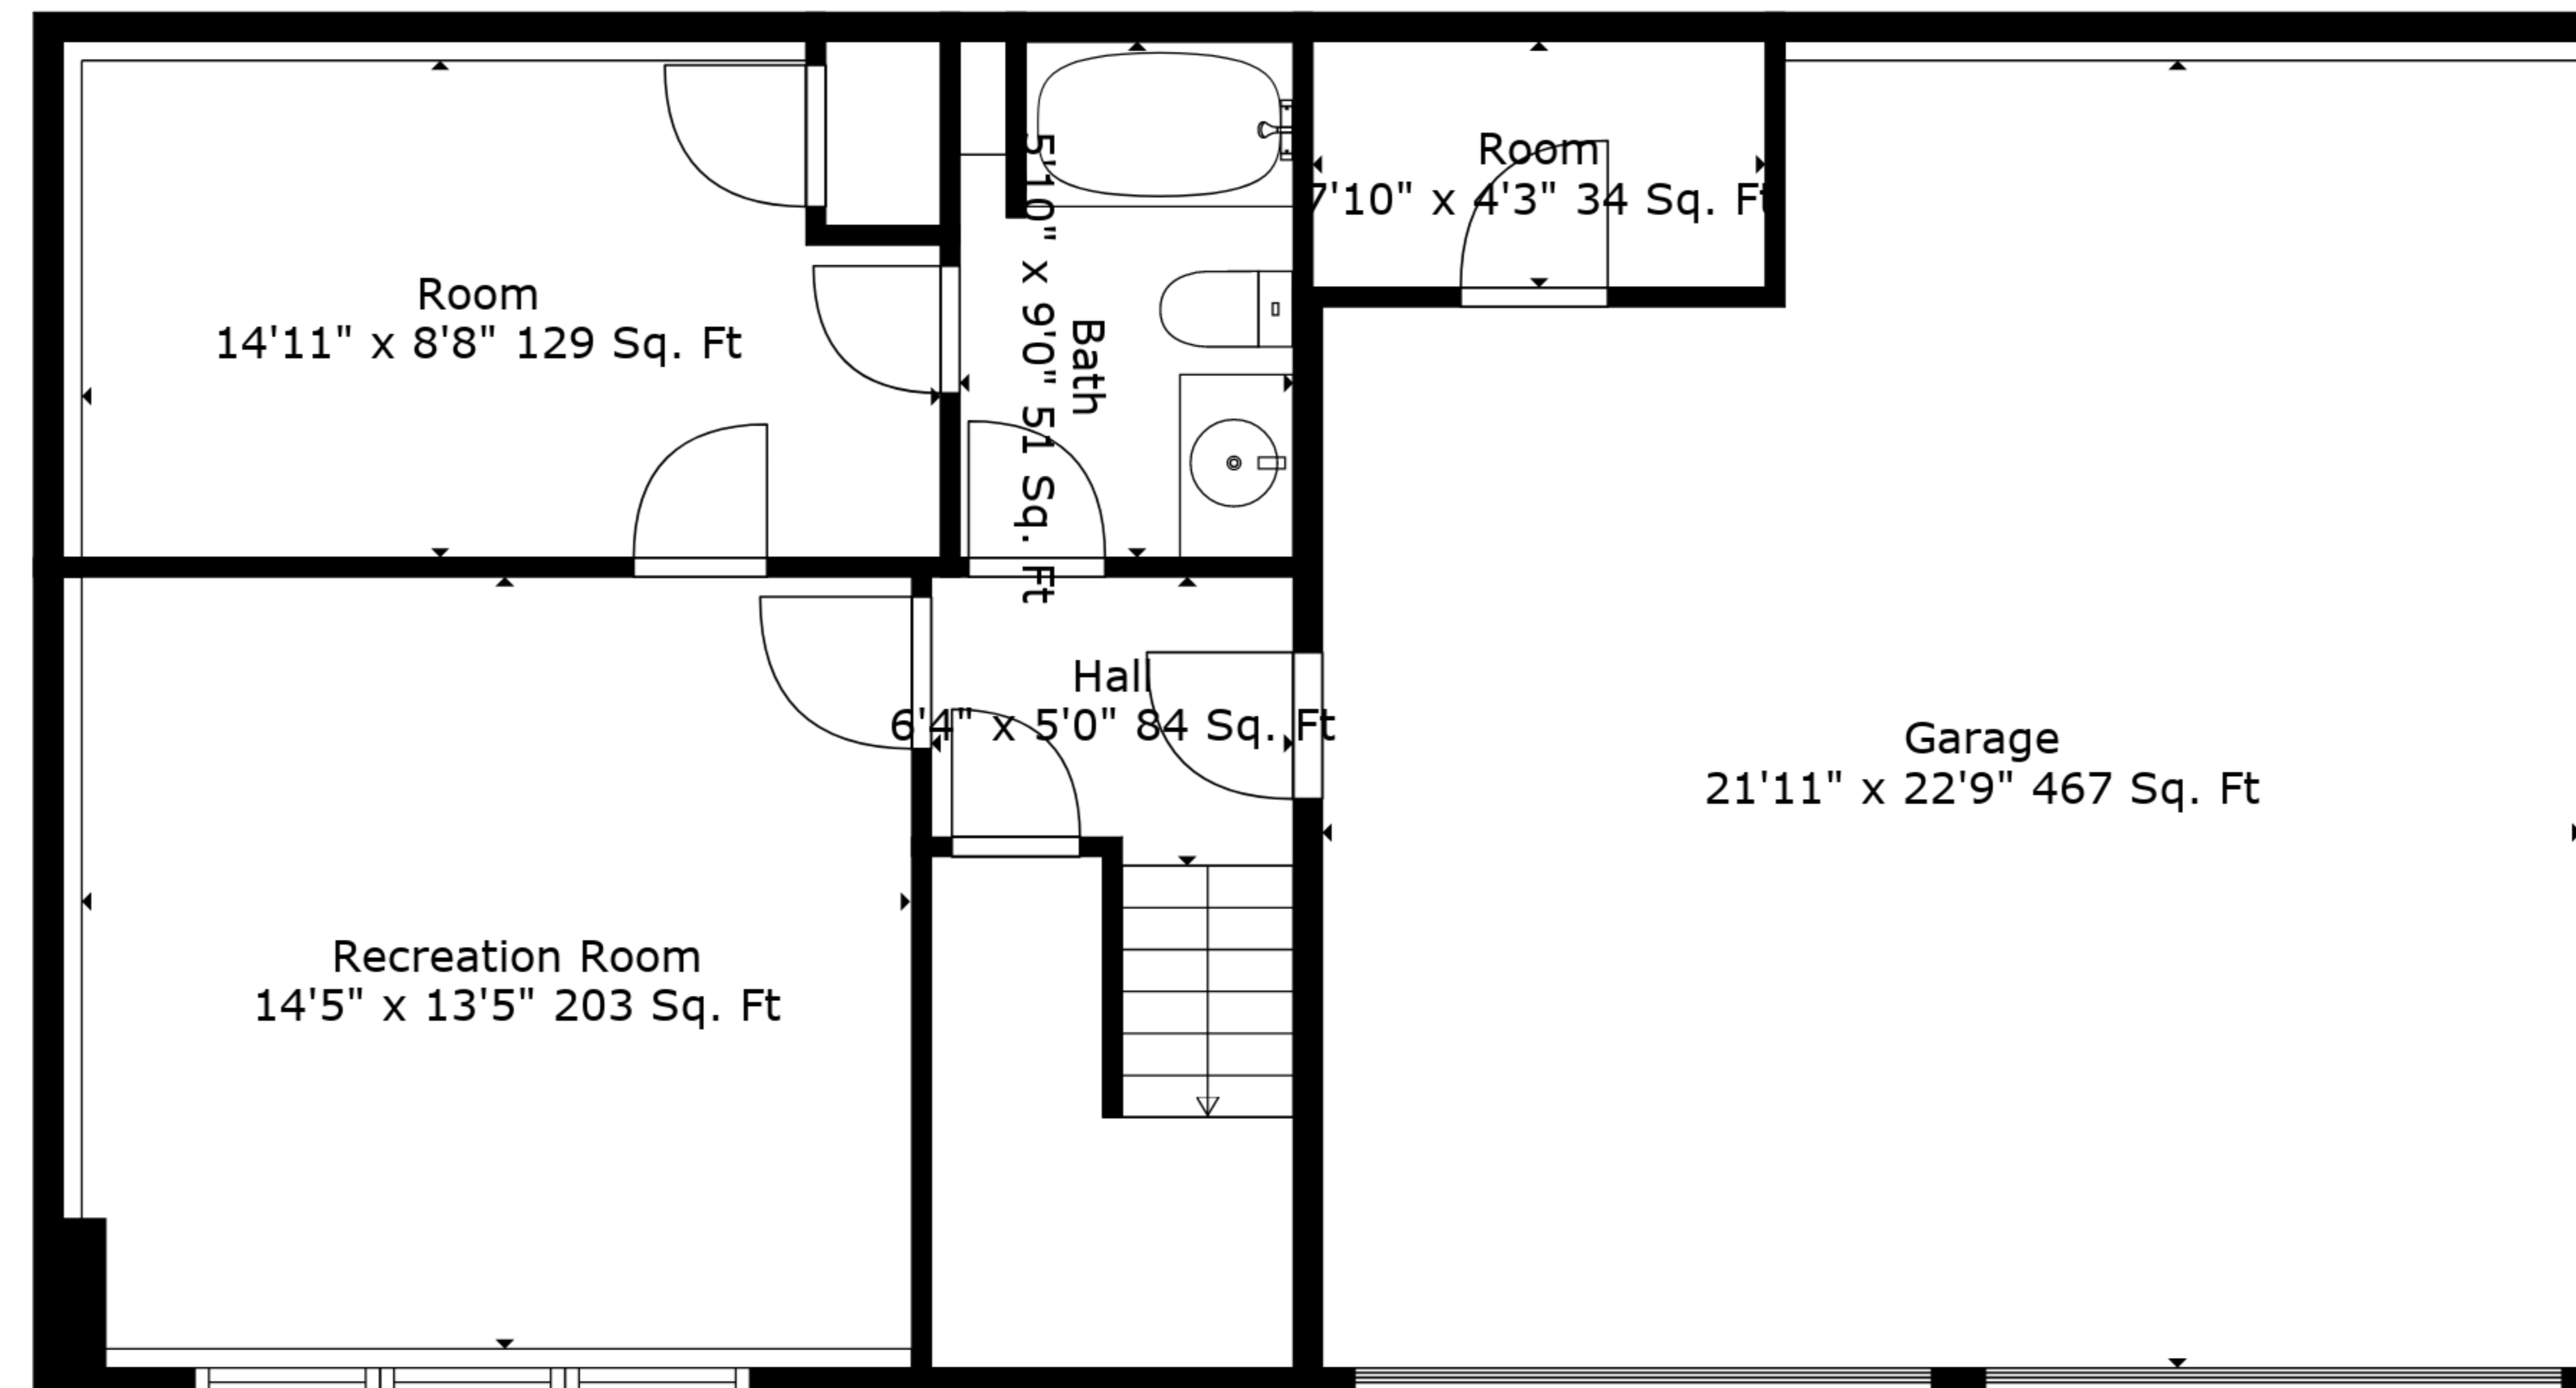 Room
7'10" x 4'3" 34 Sq. Ft
Room
14'11" x 8'8" 129 Sq. Ft
Bath
5'10" x 9'0" 51 Sq. Ft
Hall
6'4" x 5'0" 84 Sq. Ft
Garage
21'11" x 22'9" 467 Sq. Ft
Recreation Room
14'5" x 13'5" 203 Sq. Ft